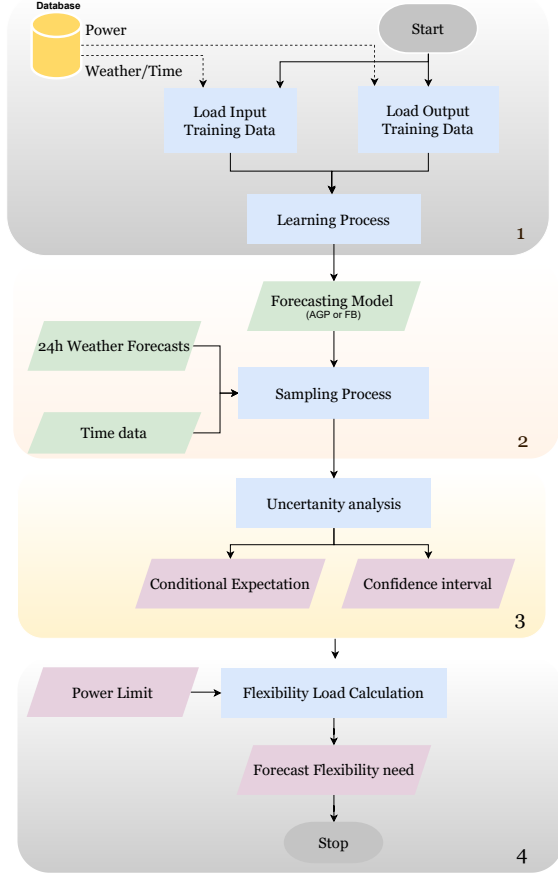 Database
Power
Start
Weather/Time
Load Input
Training Data
Load Output
Training Data
Learning Process
1
Forecasting Model
(AGP or FB)
24h Weather Forecasts
Sampling Process
Time data
2
Uncertanity analysis
Conditional Expectation
Confidence interval
3
Power Limit
Flexibility Load Calculation
Forecast Flexibility need
Stop
4